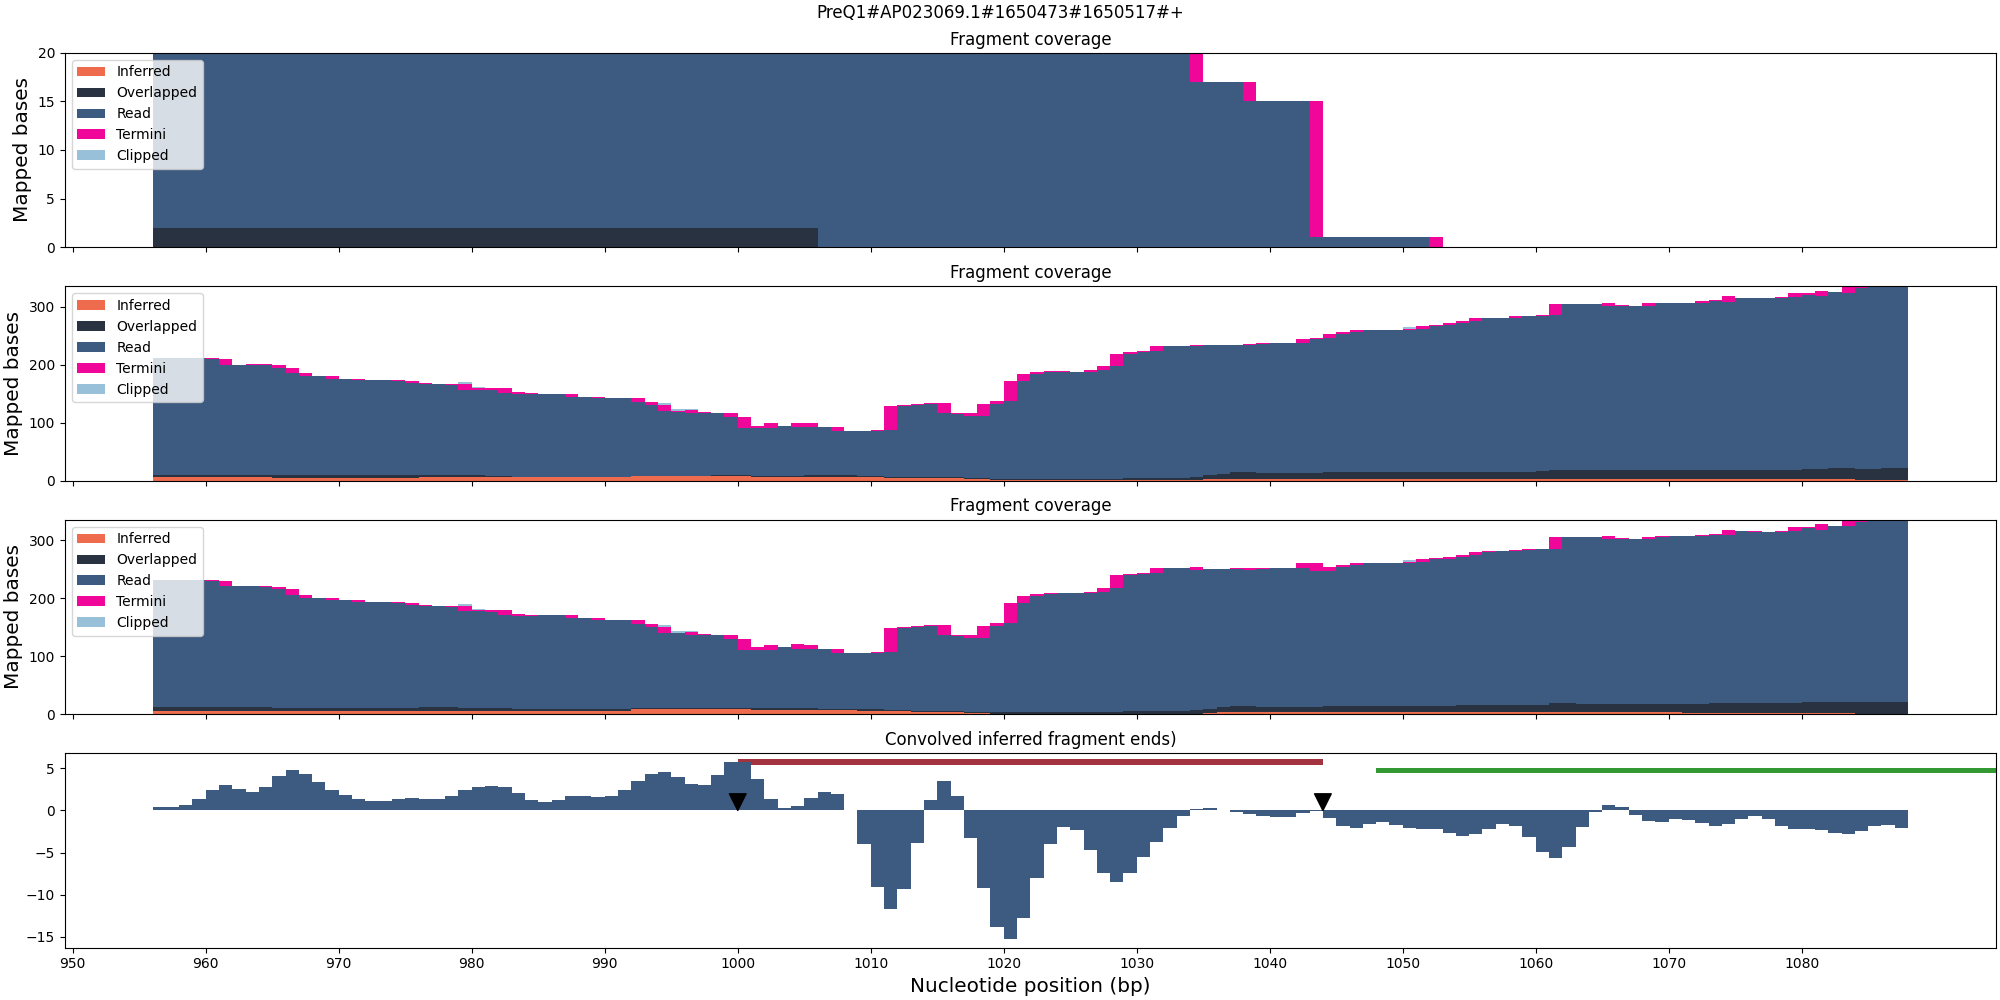 PreQ1#AP023069.1#1650473#1650517#+
Fragment coverage
Mapped bases
20
15
10
5
0
Inferred
Overlapped
Read
Termini
Clipped
Fragment coverage
Mapped bases
300
200
100
0
Inferred
Overlapped
Read
Termini
Clipped
Fragment coverage
Mapped bases
300
200
100
0
Inferred
Overlapped
Read
Termini
Clipped
Convolved inferred fragment ends)
5
0
−5
−10
−15
950 960 970 980 990 1000 1010 1020 1030 1040 1050 1060 1070 1080
Nucleotide position (bp)